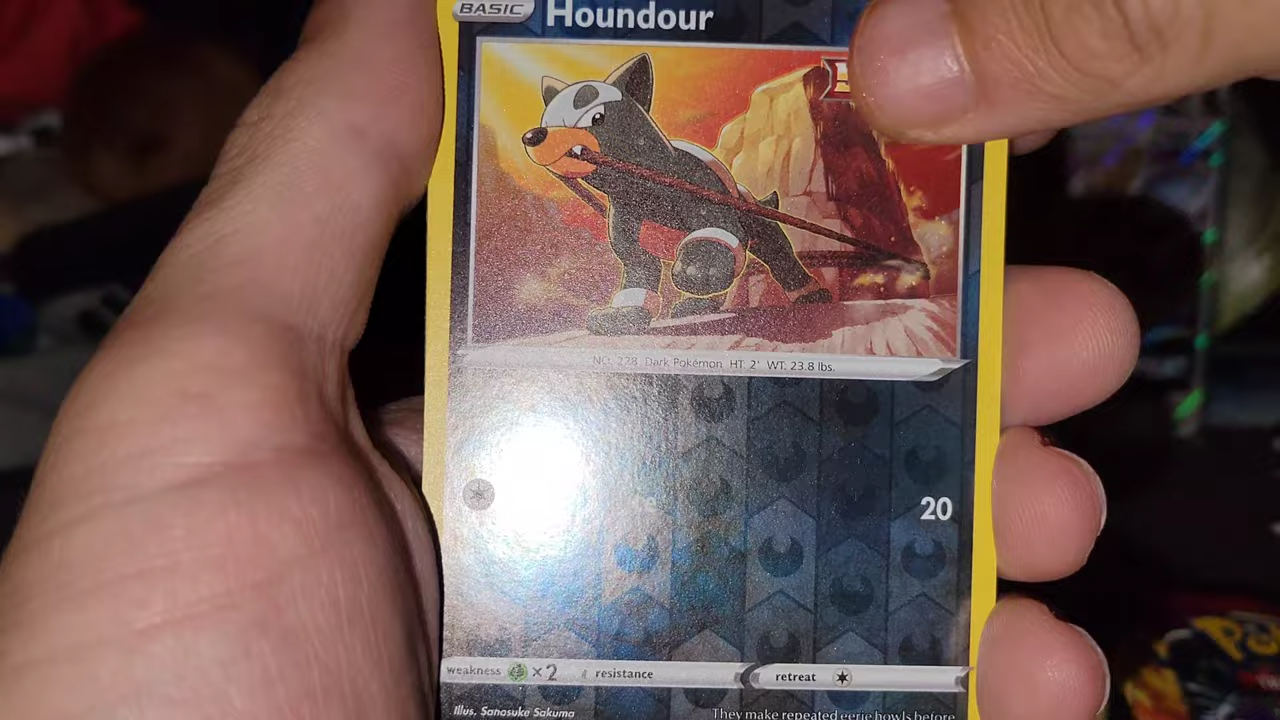 BASIC Houndour
NO. 228 Dark Pokémon HT. 2' WT. 23.8 lbs.
20
weakness ×2 resistance retreat
Illus. Sanosuke Sakuma
They make repeated eerie howls before